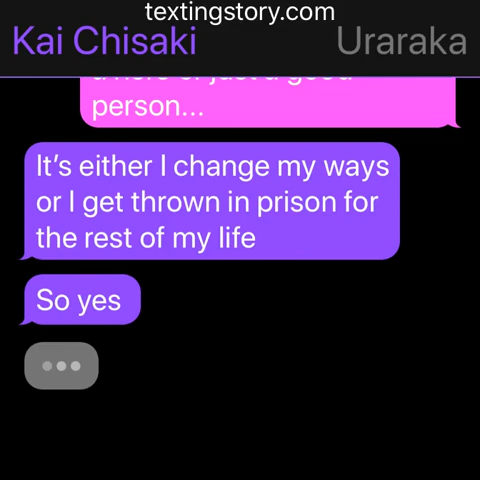 textingstory.com
Kai Chisaki
Uraraka
person...
It’s either I change my ways
or I get thrown in prison for
the rest of my life
So yes